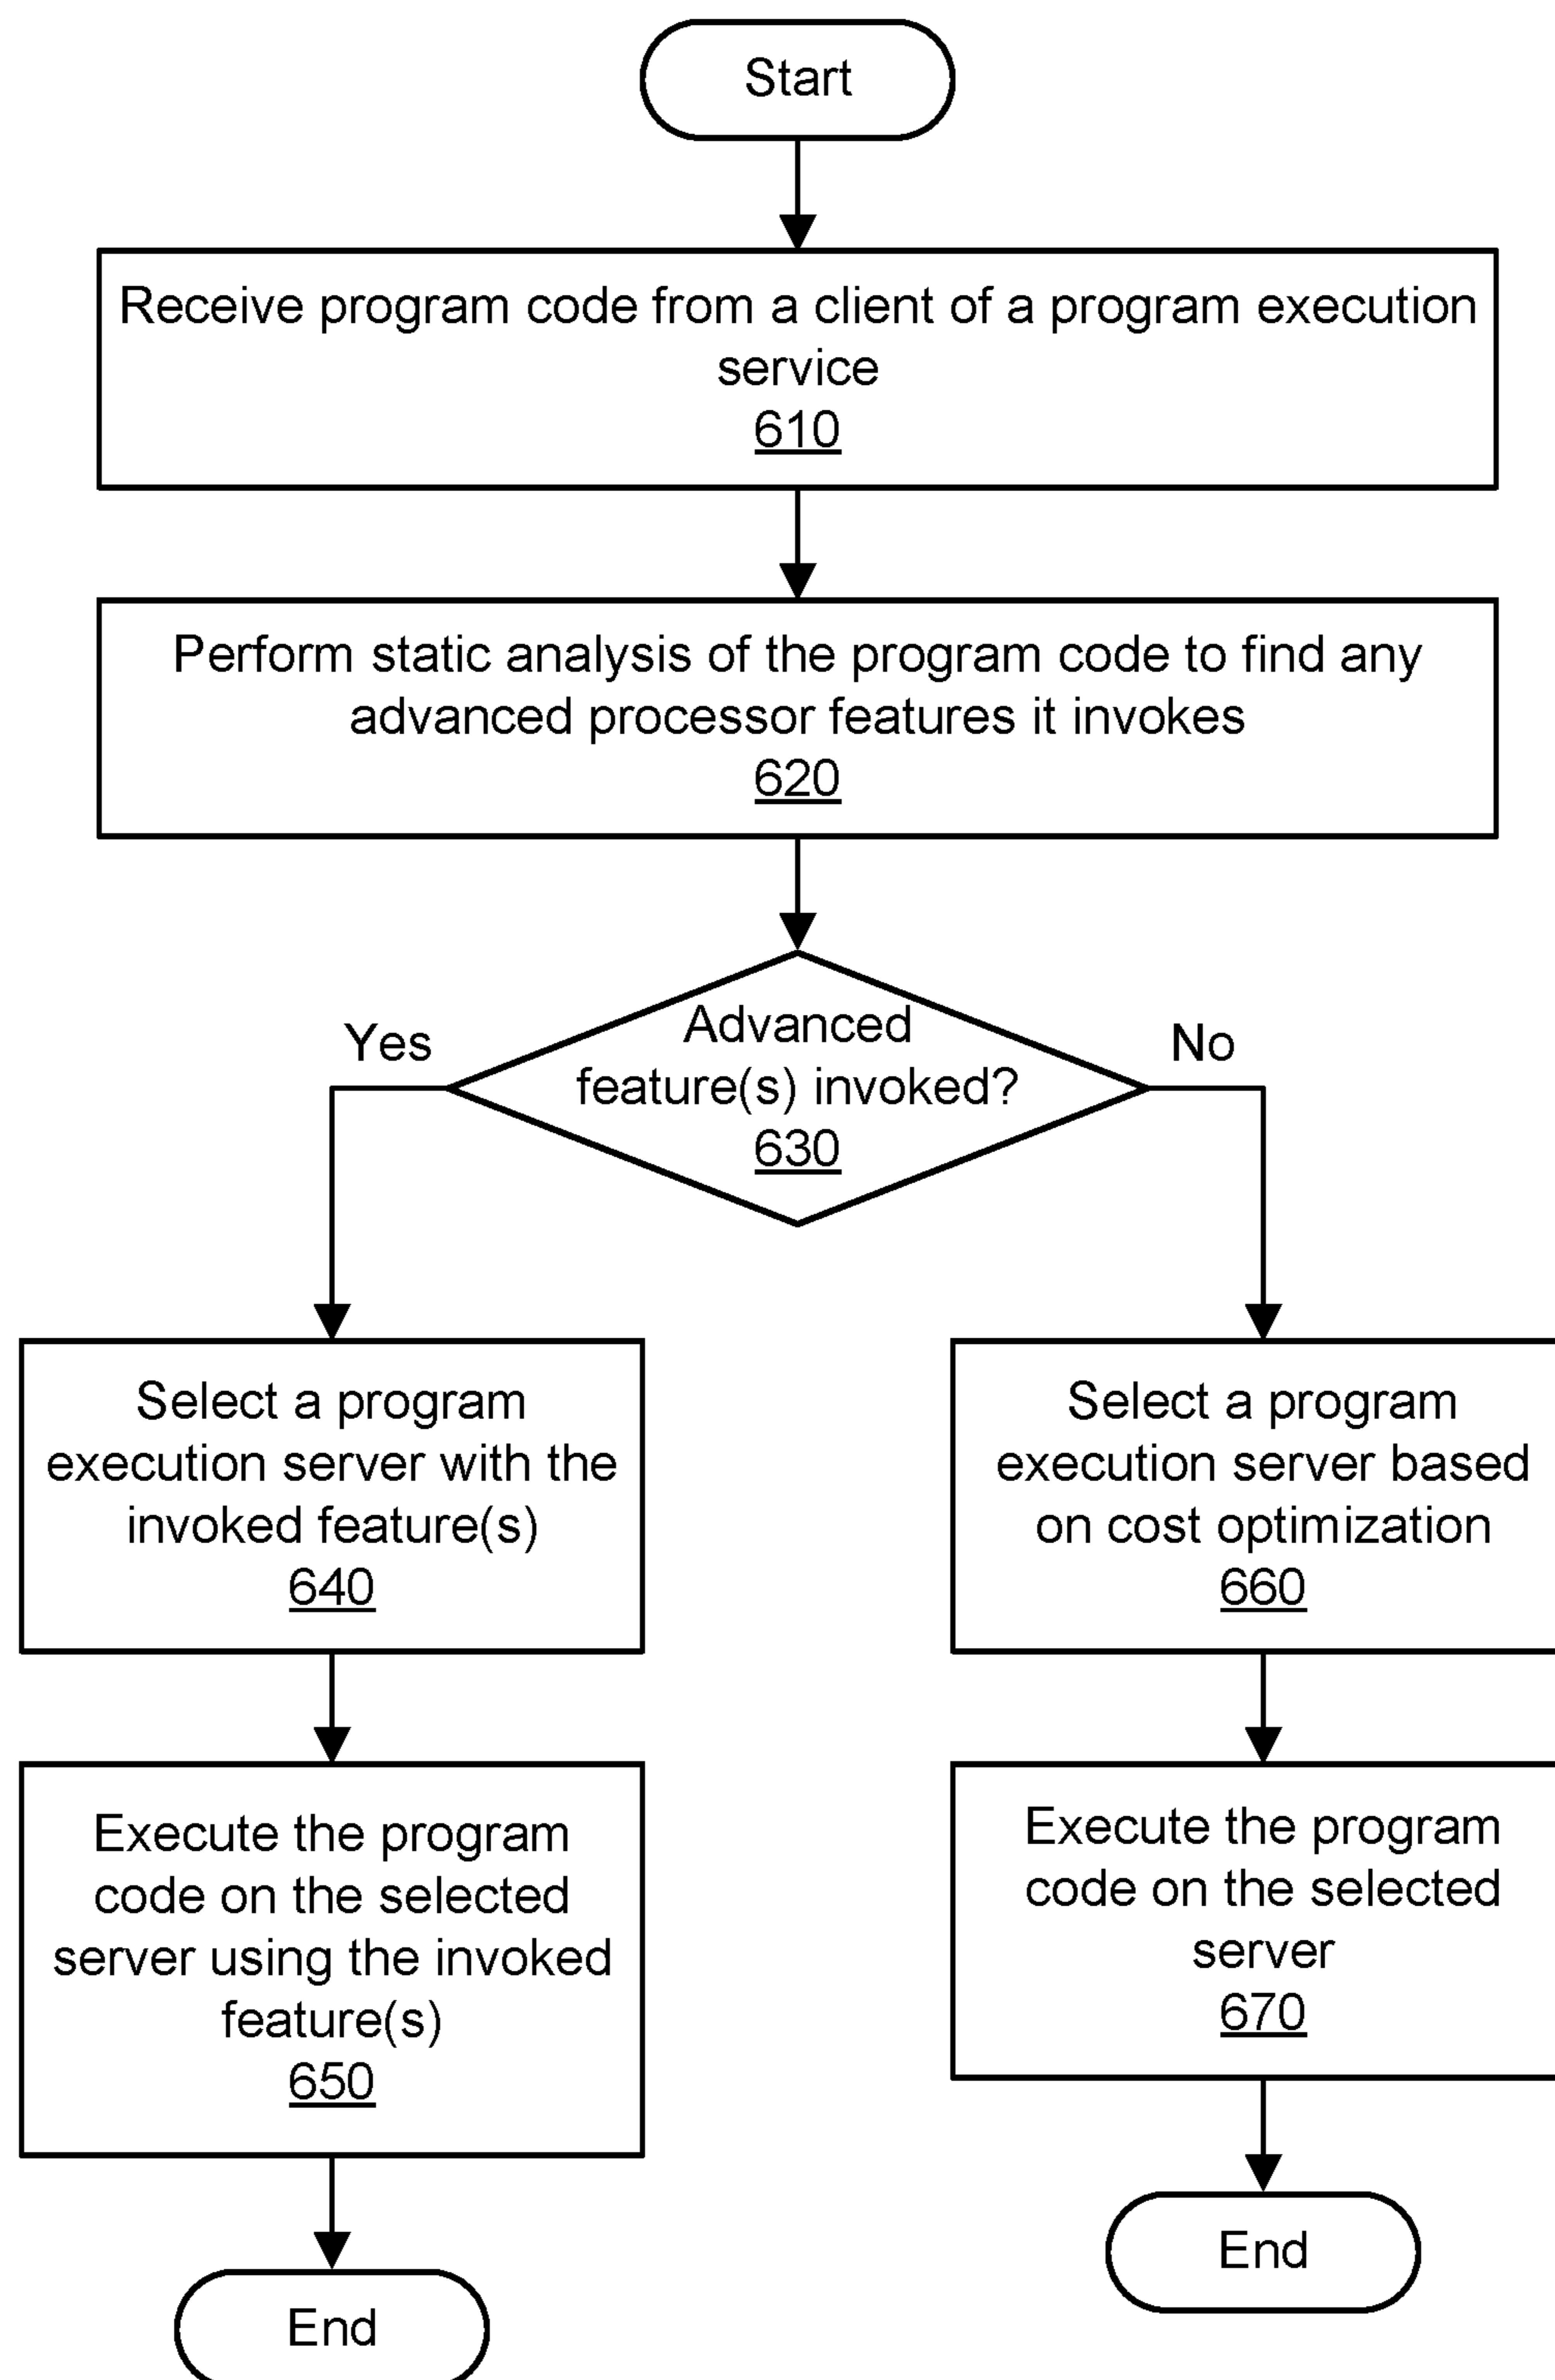 Start
Receive program code from a client of a program execution
service
610
Perform static analysis of the program code to find any
advanced processor features it invokes
620
Advanced
feature(s) invoked?
630
Yes
No
Select a program
execution server with the
invoked feature(s)
640
Execute the program
code on the selected
server using the invoked
feature(s)
650
End
Select a program
execution server based
on cost optimization
660
Execute the program
code on the selected
server
670
End